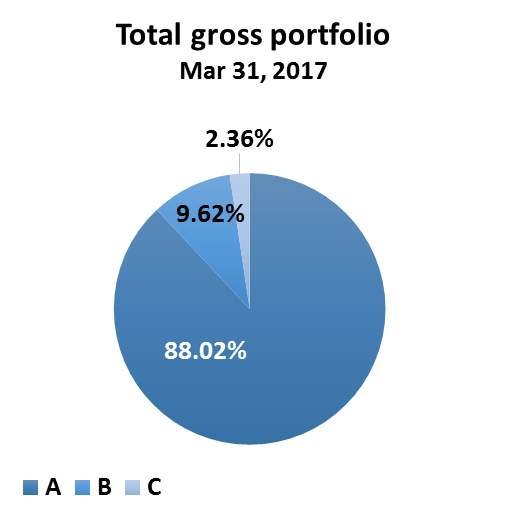 Total gross portfolio
Mar 31, 2017
2.36%
9.62%
88.02%
A B C